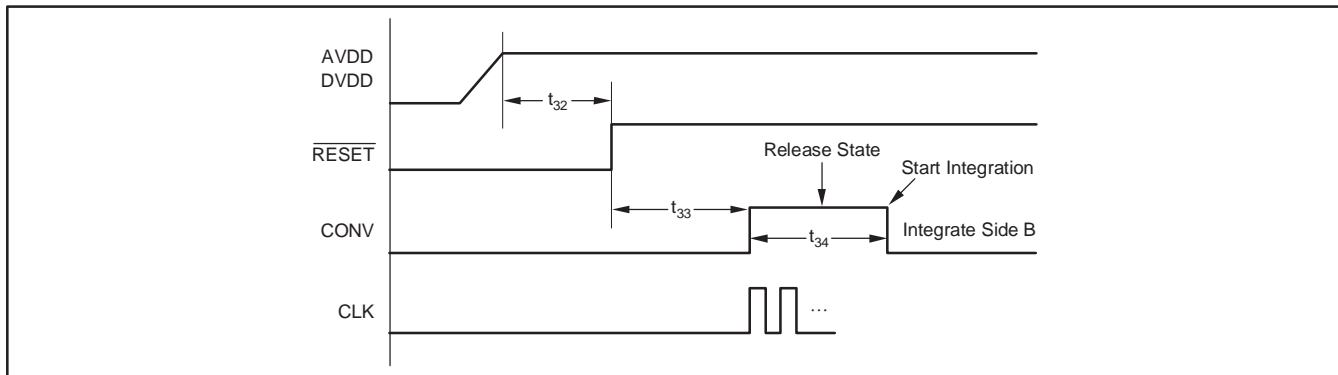 AVDD
DVDD
t32
RESET
Release State
Start Integration
t33
CONV
t34
Integrate Side B
CLK
...